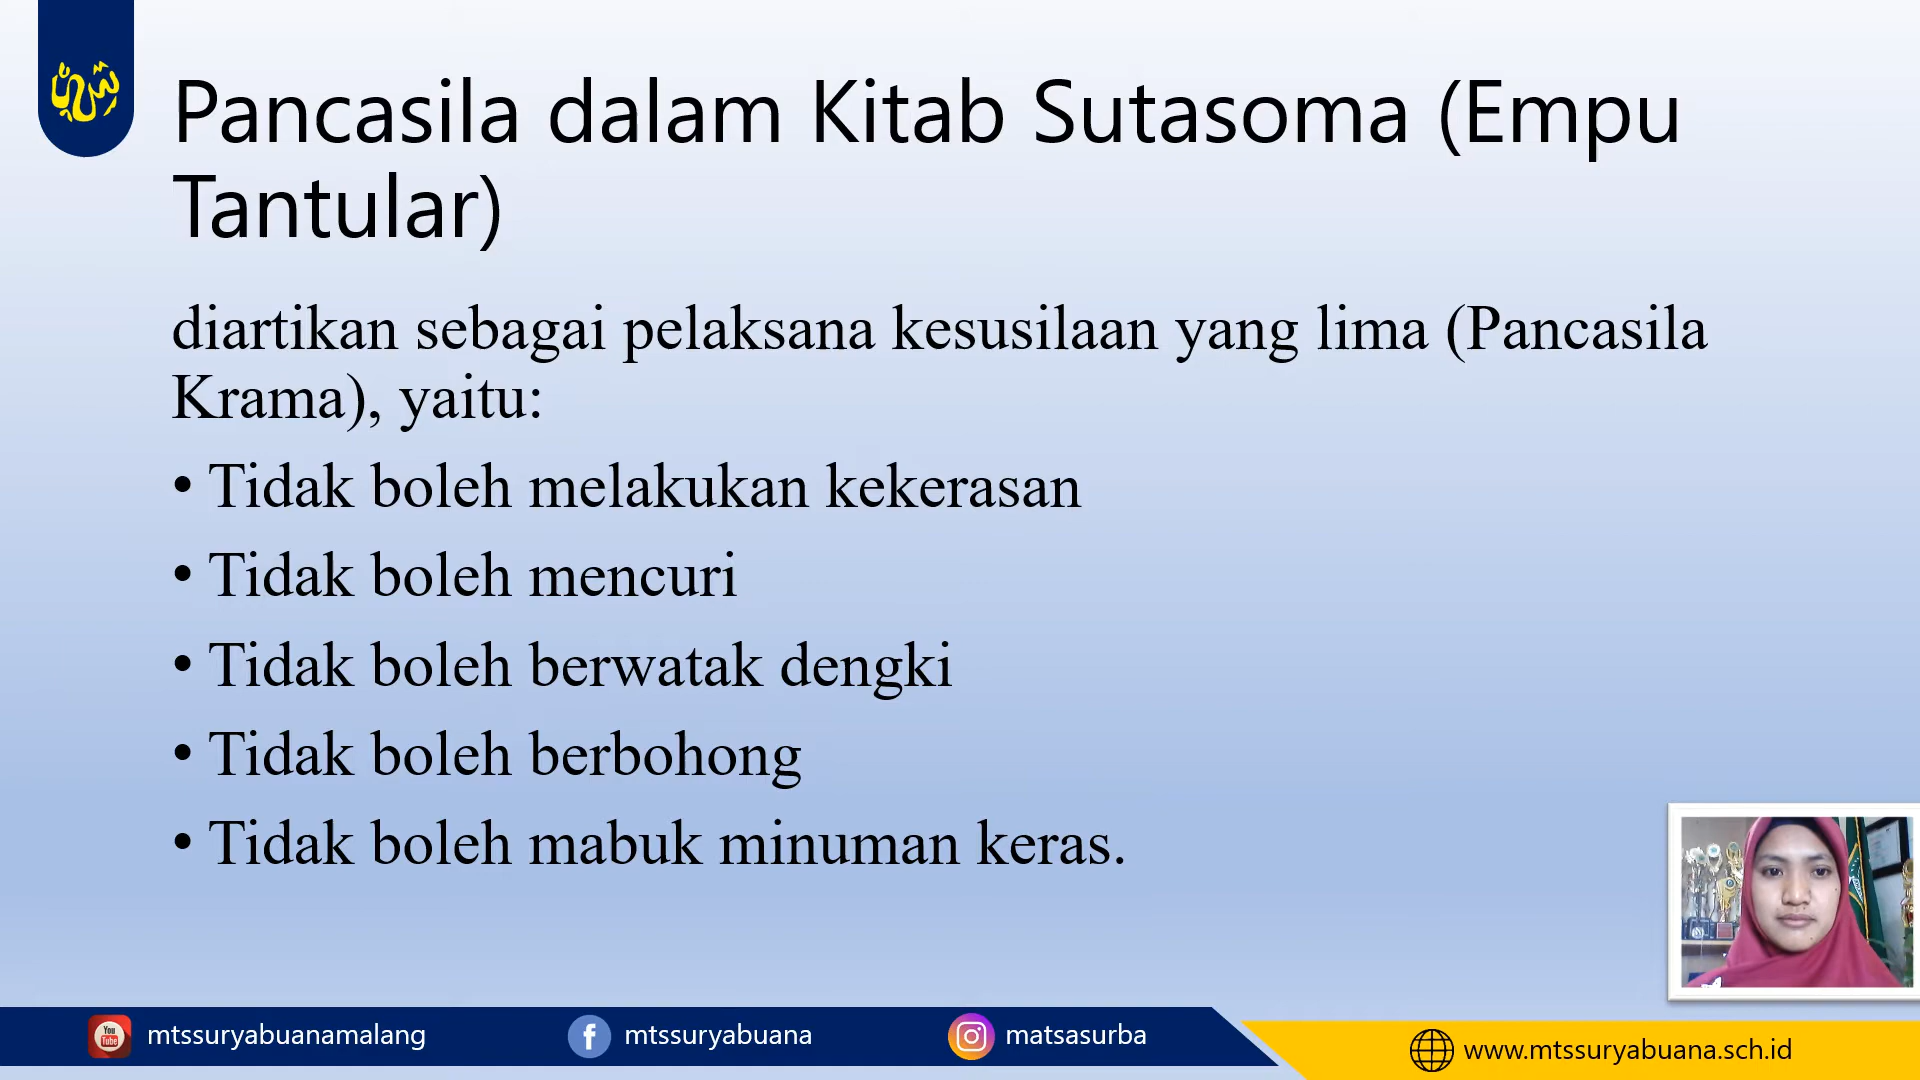 Pancasila dalam Kitab Sutasoma (Empu
Tantular)
diartikan sebagai pelaksana kesusilaan yang lima (Pancasila
Krama), yaitu:
• Tidak boleh melakukan kekerasan
• Tidak boleh mencuri
• Tidak boleh berwatak dengki
• Tidak boleh berbohong
• Tidak boleh mabuk minuman keras.
You Tube mtssuryabuanamalang
mtssuryabuana
matsasurba
www.mtssuryabuana.sch.id